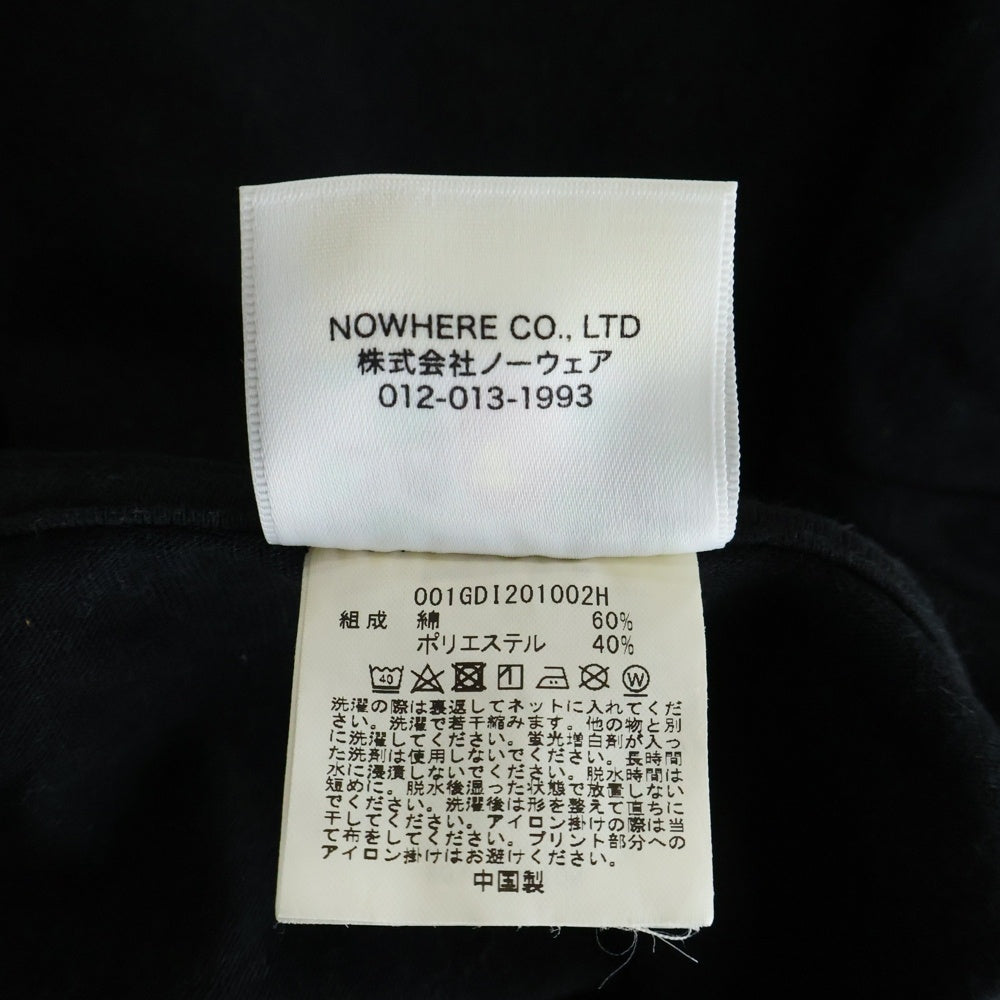 NOWHERE CO., LTD
株式会社ノーウェア
012-013-1993
001GDI201002H
組成 綿 60%
ポリエステル 40%
40 W
洗濯の際は裏返してネットに入れてくだ
さい。洗濯で若干縮みます。他の物と別
に洗濯してください。蛍光増白剤が入っ
た洗剤は使用しないでください。長時間
水に浸漬しないでください。脱水時間は
短めに。脱水後湿った状態で放置しない
でください。洗濯後は形を整えて直ちに
干してください。アイロン掛けの際は当
て布をしてください。プリント部分への
アイロン掛けはお避けください。
中国製